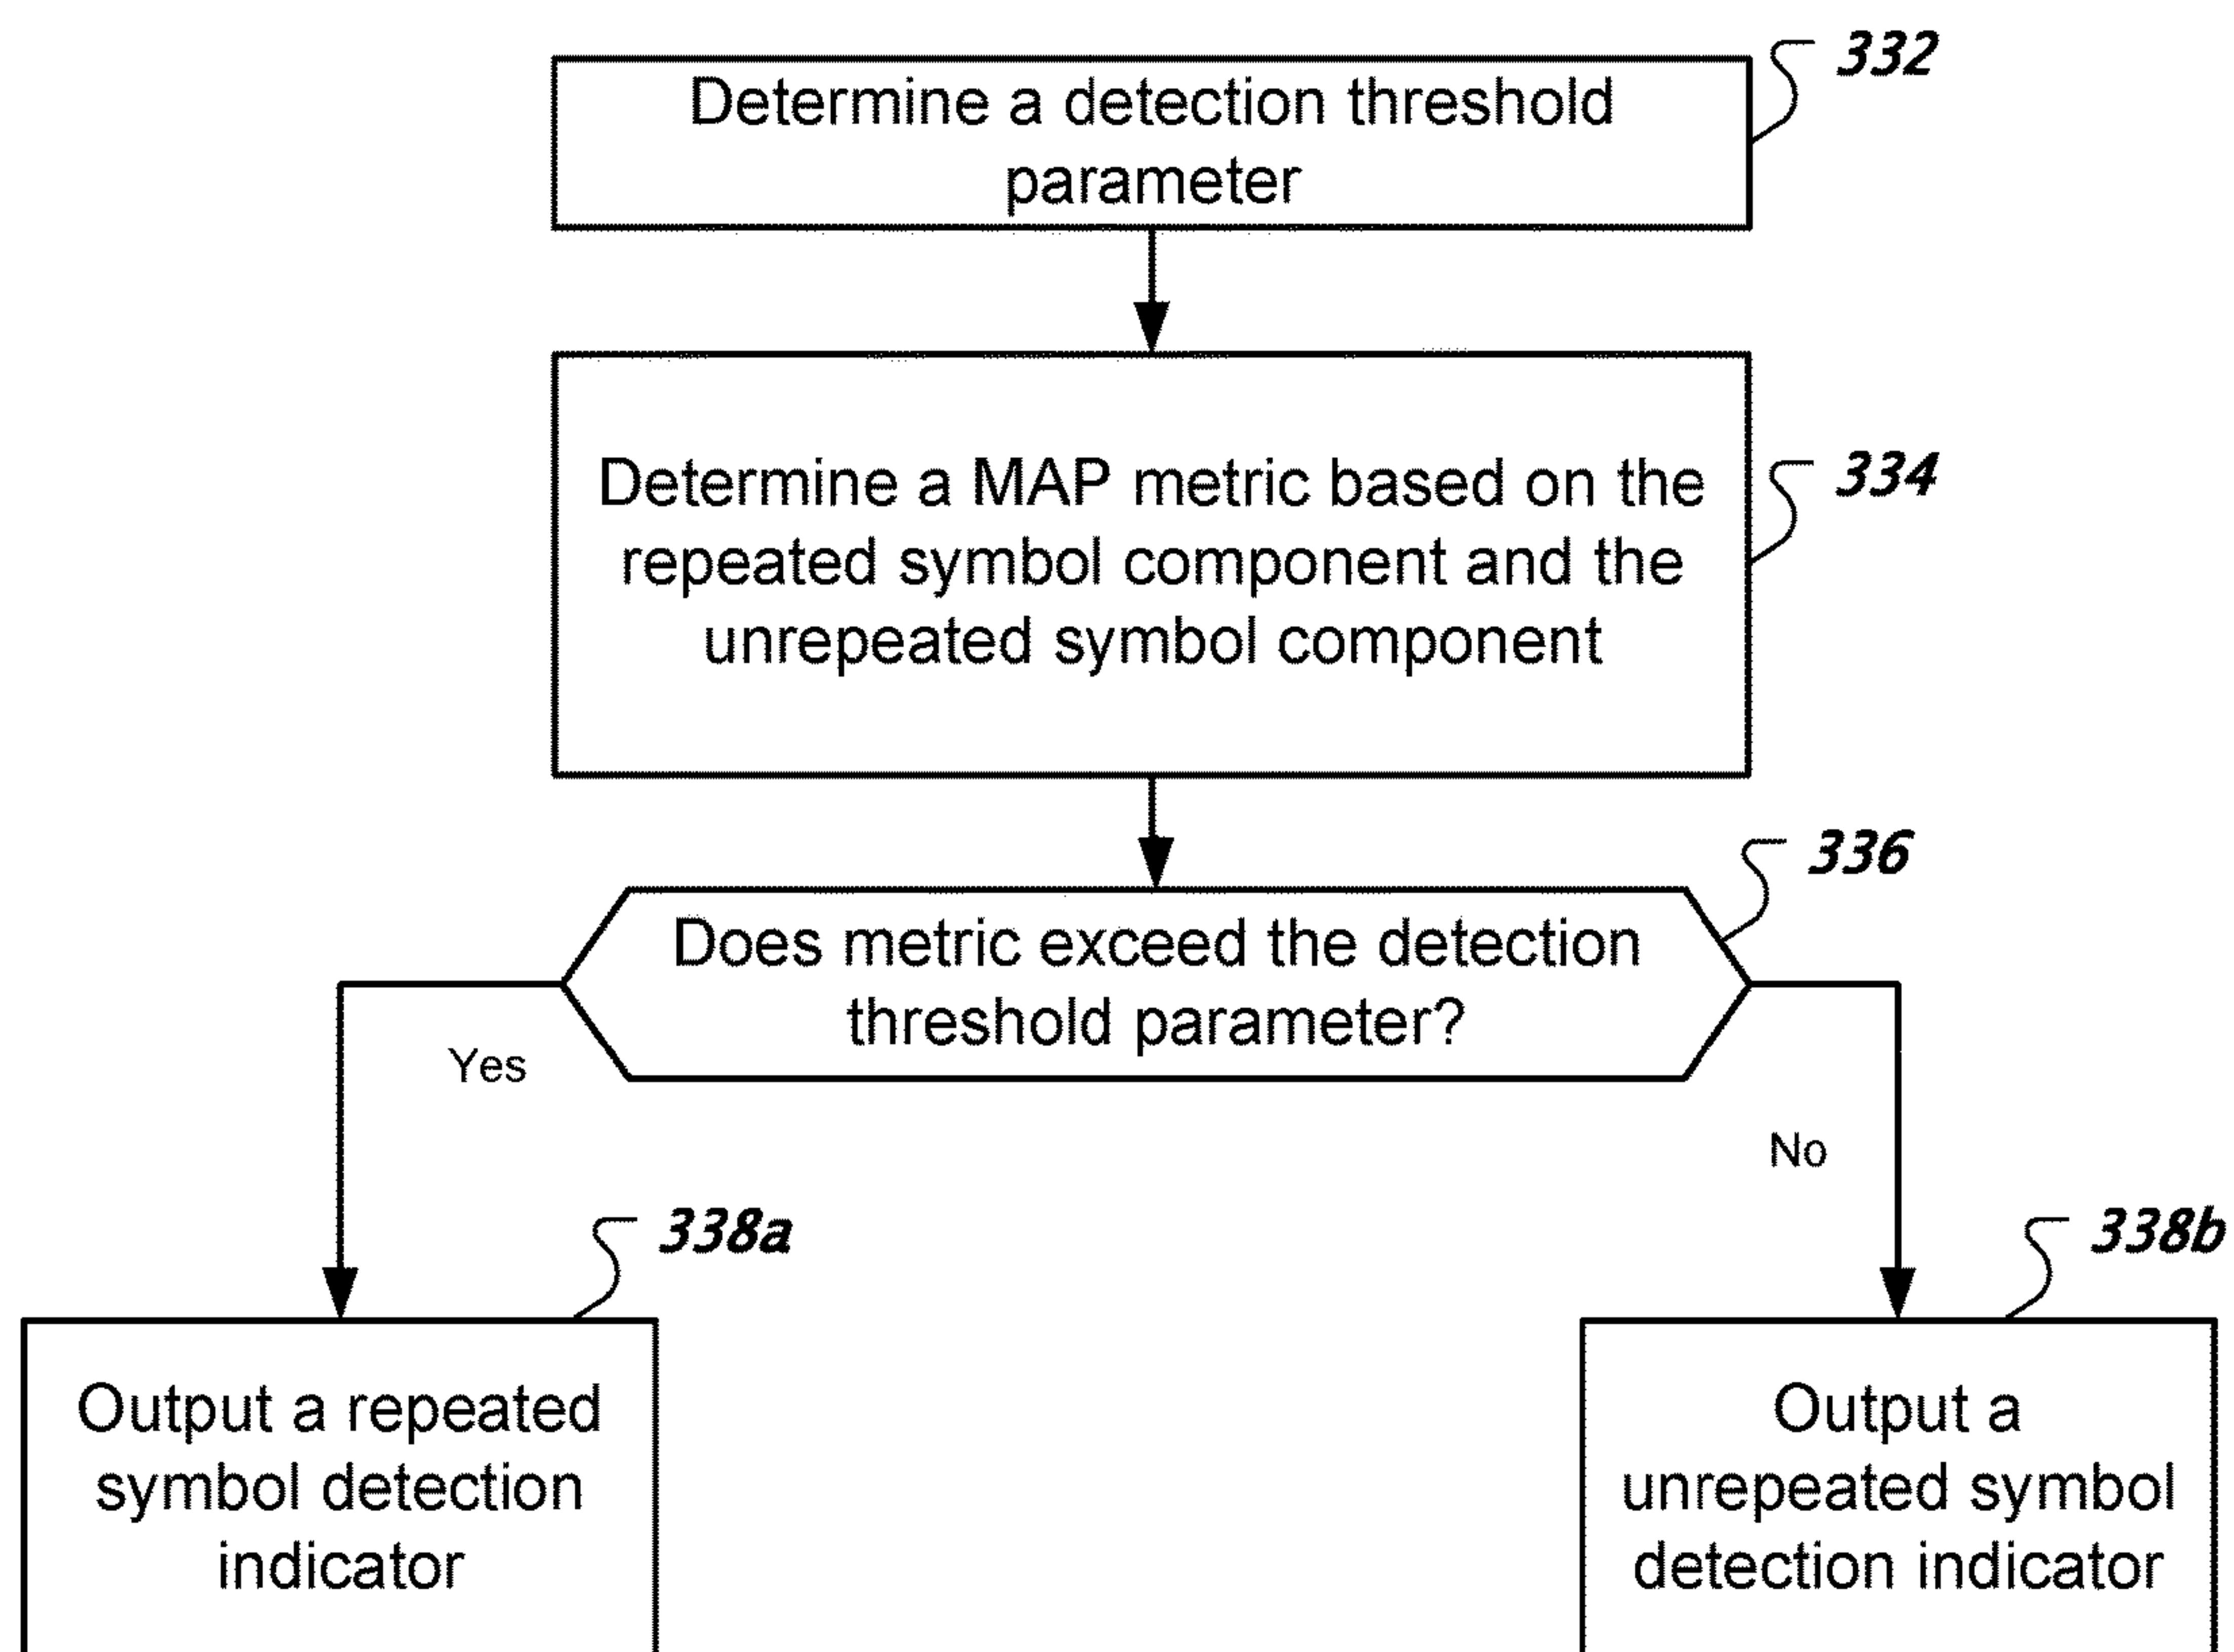 332
Determine a detection threshold
parameter
334
Determine a MAP metric based on the
repeated symbol component and the
unrepeated symbol component
336
Does metric exceed the detection
threshold parameter?
Yes
No
338a
338b
Output a repeated
symbol detection
indicator
Output a
unrepeated symbol
detection indicator